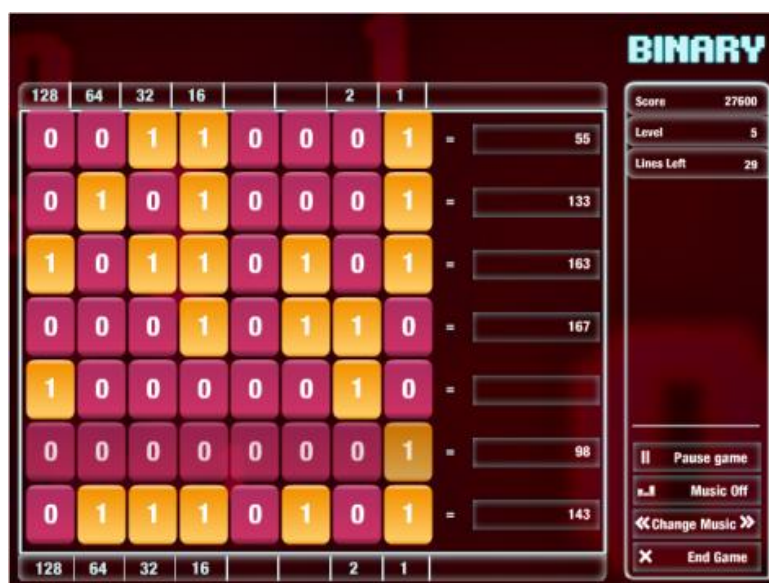 BINARY
128 64 32 16 2 1
Score 27600
Level 5
Lines Left 29
0 0 1 1 0 0 0 1 = 55
0 1 0 1 0 0 0 1 = 133
1 0 1 1 0 1 0 1 = 163
0 0 0 1 0 1 1 0 = 167
1 0 0 0 0 0 1 0 =
0 0 0 0 0 0 0 1 = 98
0 1 1 1 0 1 0 1 = 143
128 64 32 16 2 1
Pause game
Music Off
Change Music
End Game